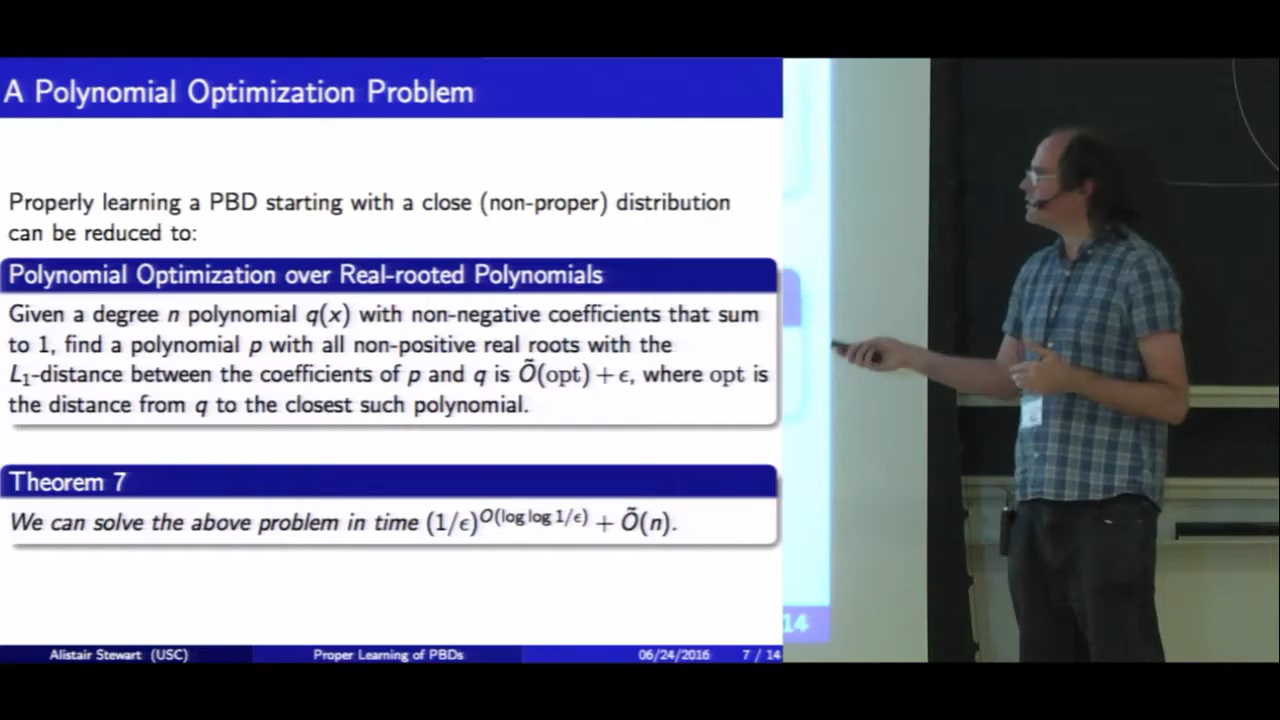 A Polynomial Optimization Problem
Properly learning a PBD starting with a close (non-proper) distribution
can be reduced to:
Polynomial Optimization over Real-rooted Polynomials
Given a degree n polynomial q(x) with non-negative coefficients that sum
to 1, find a polynomial p with all non-positive real roots with the
L₁-distance between the coefficients of p and q is Õ(opt) + ϵ, where opt is
the distance from q to the closest such polynomial.
Theorem 7
We can solve the above problem in time (1/ϵ)^O(log log 1/ϵ) + Õ(n).
Alistair Stewart (USC) Proper Learning of PBDs 06/24/2016 7 / 14
14